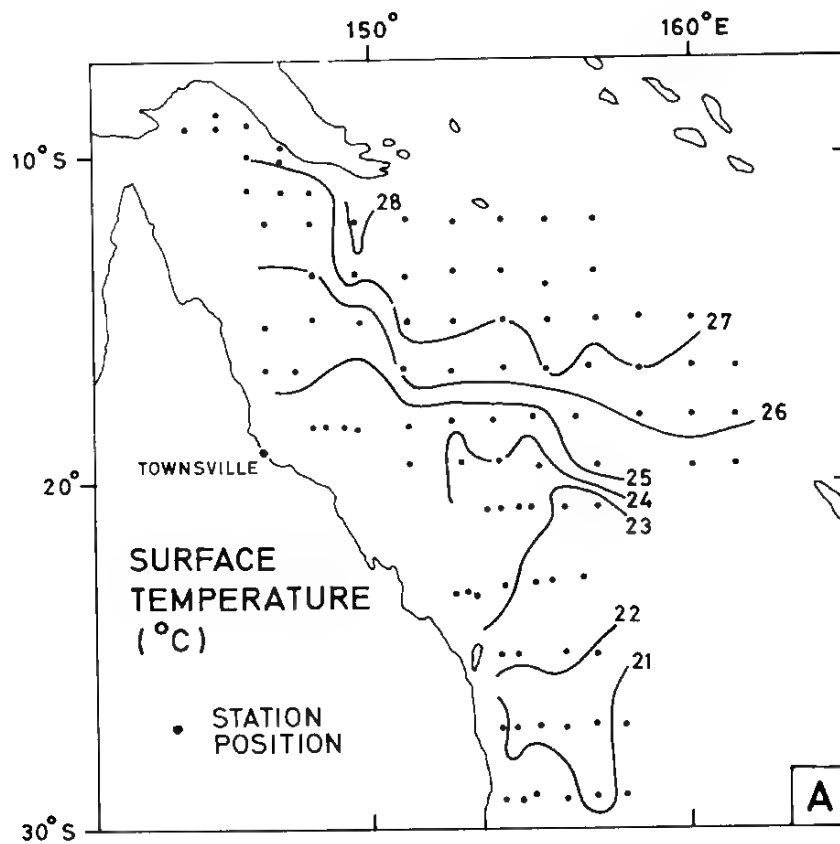 150°
160°E
10°S
28
27
26
TOWNSVILLE
25
20°
24
23
SURFACE
TEMPERATURE
(°C)
22
21
STATION
POSITION
A
30°S